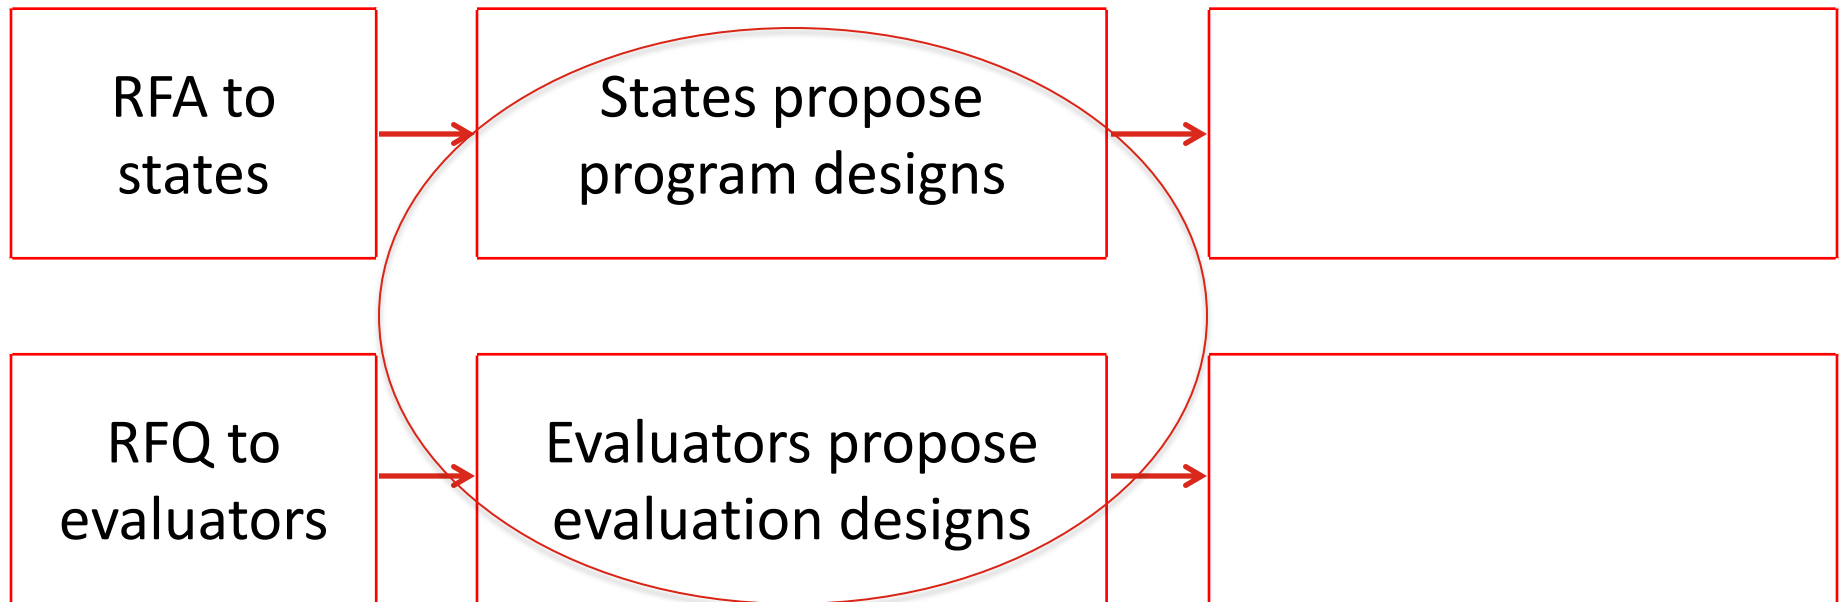 RFA to
states
States propose
program designs
RFQ to
evaluators
Evaluators propose
evaluation designs